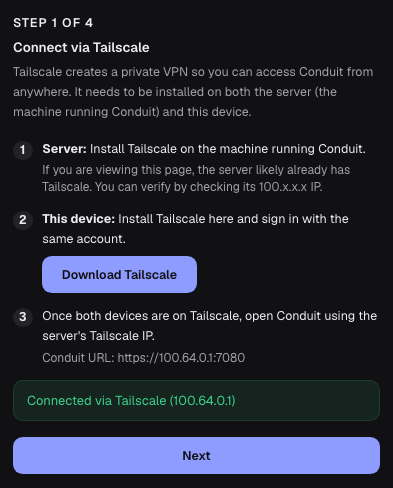 STEP 1 OF 4
Connect via Tailscale
Tailscale creates a private VPN so you can access Conduit from
anywhere. It needs to be installed on both the server (the
machine running Conduit) and this device.
1 Server: Install Tailscale on the machine running Conduit.
If you are viewing this page, the server likely already has
Tailscale. You can verify by checking its 100.x.x.x IP.
2 This device: Install Tailscale here and sign in with the
same account.
Download Tailscale
3 Once both devices are on Tailscale, open Conduit using the
server's Tailscale IP.
Conduit URL: https://100.64.0.1:7080
Connected via Tailscale (100.64.0.1)
Next